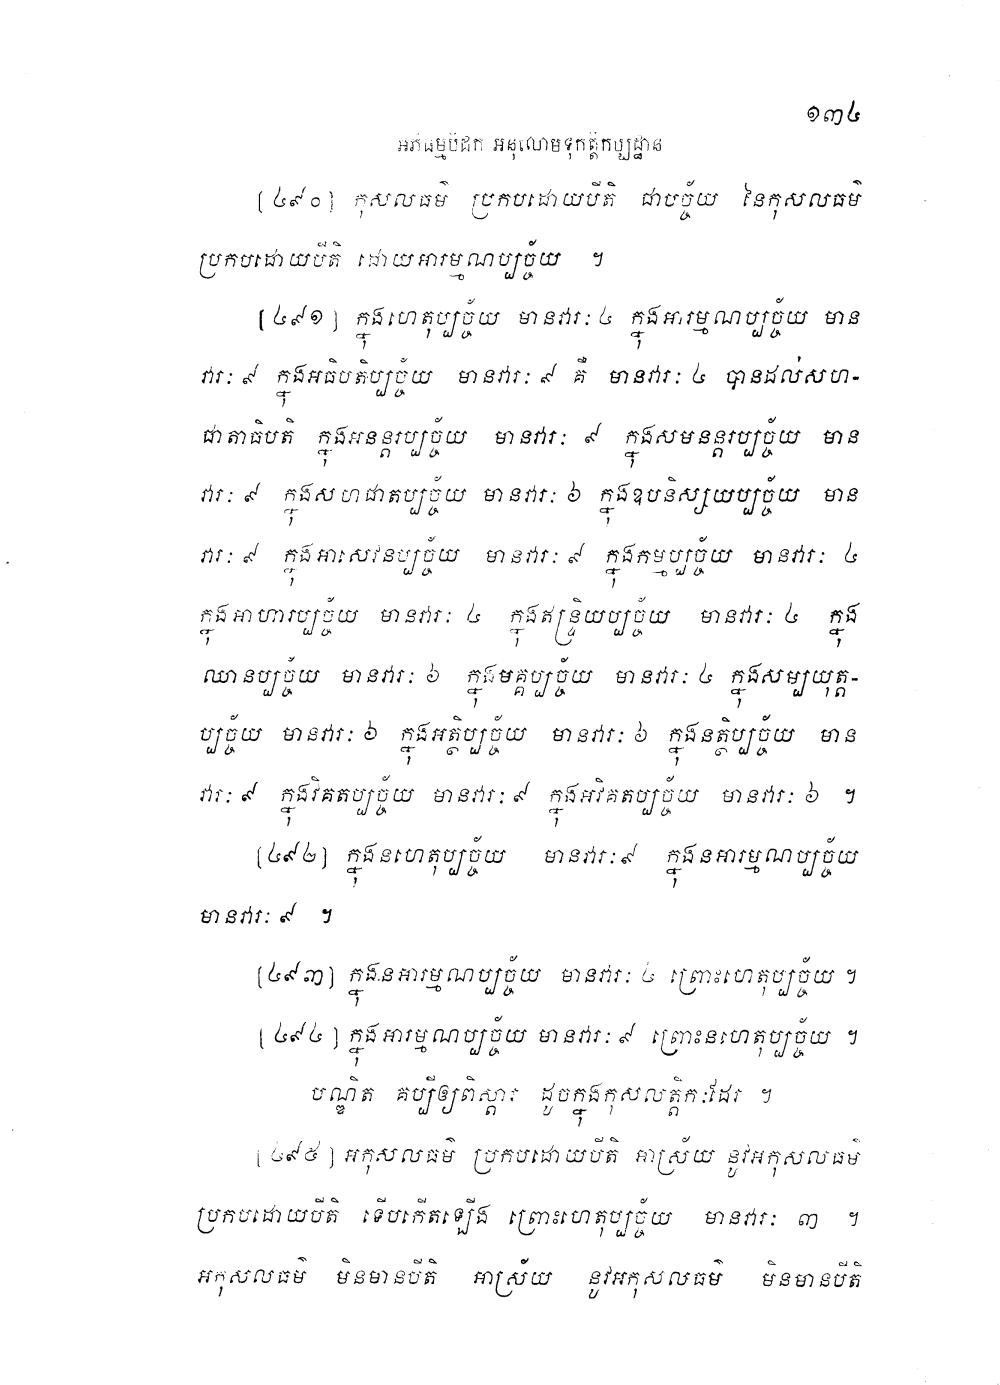 ១៣៤
អភិធម្មបិដក អនុលោមទុកត្តិកប្បដ្ឋាន
[៤៩០] កុសលធម៌ ប្រកបដោយបីតិ ជាបច្ច័យ នៃកុសលធម៌
ប្រកបដោយបីតិ ដោយអារម្មណប្បច្ច័យ ។
[៤៩១] ក្នុងហេតុប្បច្ច័យ មានវារៈ ៤ ក្នុងអារម្មណប្បច្ច័យ មាន
វារៈ ៩ ក្នុងអធិបតិប្បច្ច័យ មានវារៈ ៩ គឺ មានវារៈ ៤ បានដល់សហ-
ជាតាធិបតិ ក្នុងអនន្តរប្បច្ច័យ មានវារៈ ៩ ក្នុងសមនន្តរប្បច្ច័យ មាន
វារៈ ៩ ក្នុងសហជាតប្បច្ច័យ មានវារៈ ៦ ក្នុងឧបនិស្សយប្បច្ច័យ មាន
វារៈ ៩ ក្នុងអាសេវនប្បច្ច័យ មានវារៈ ៩ ក្នុងកម្មប្បច្ច័យ មានវារៈ ៤
ក្នុងអាហារប្បច្ច័យ មានវារៈ ៤ ក្នុងឥន្ទ្រិយប្បច្ច័យ មានវារៈ ៤ ក្នុង
ឈានប្បច្ច័យ មានវារៈ ៦ ក្នុងមគ្គប្បច្ច័យ មានវារៈ ៤ ក្នុងសម្បយុត្ត-
ប្បច្ច័យ មានវារៈ ៦ ក្នុងអត្ថិប្បច្ច័យ មានវារៈ ៦ ក្នុងនត្ថិប្បច្ច័យ មាន
វារៈ ៩ ក្នុងវិគតប្បច្ច័យ មានវារៈ ៩ ក្នុងអវិគតប្បច្ច័យ មានវារៈ ៦ ។
[៤៩២] ក្នុងនហេតុប្បច្ច័យ មានវារៈ ៩ ក្នុងនអារម្មណប្បច្ច័យ
មានវារៈ ៩ ។
[៤៩៣] ក្នុងនអារម្មណប្បច្ច័យ មានវារៈ ៤ ព្រោះហេតុប្បច្ច័យ ។
[៤៩៤] ក្នុងអារម្មណប្បច្ច័យ មានវារៈ ៩ ព្រោះនហេតុប្បច្ច័យ ។
បណ្ឌិត គប្បីឲ្យពិស្តារ ដូចក្នុងកុសលត្តិកៈដែរ ។
[៤៩៥] អកុសលធម៌ ប្រកបដោយបីតិ អាស្រ័យ នូវអកុសលធម៌
ប្រកបដោយបីតិ ទើបកើតឡើង ព្រោះហេតុប្បច្ច័យ មានវារៈ ៣ ។
អកុសលធម៌ មិនមានបីតិ អាស្រ័យ នូវអកុសលធម៌ មិនមានបីតិ